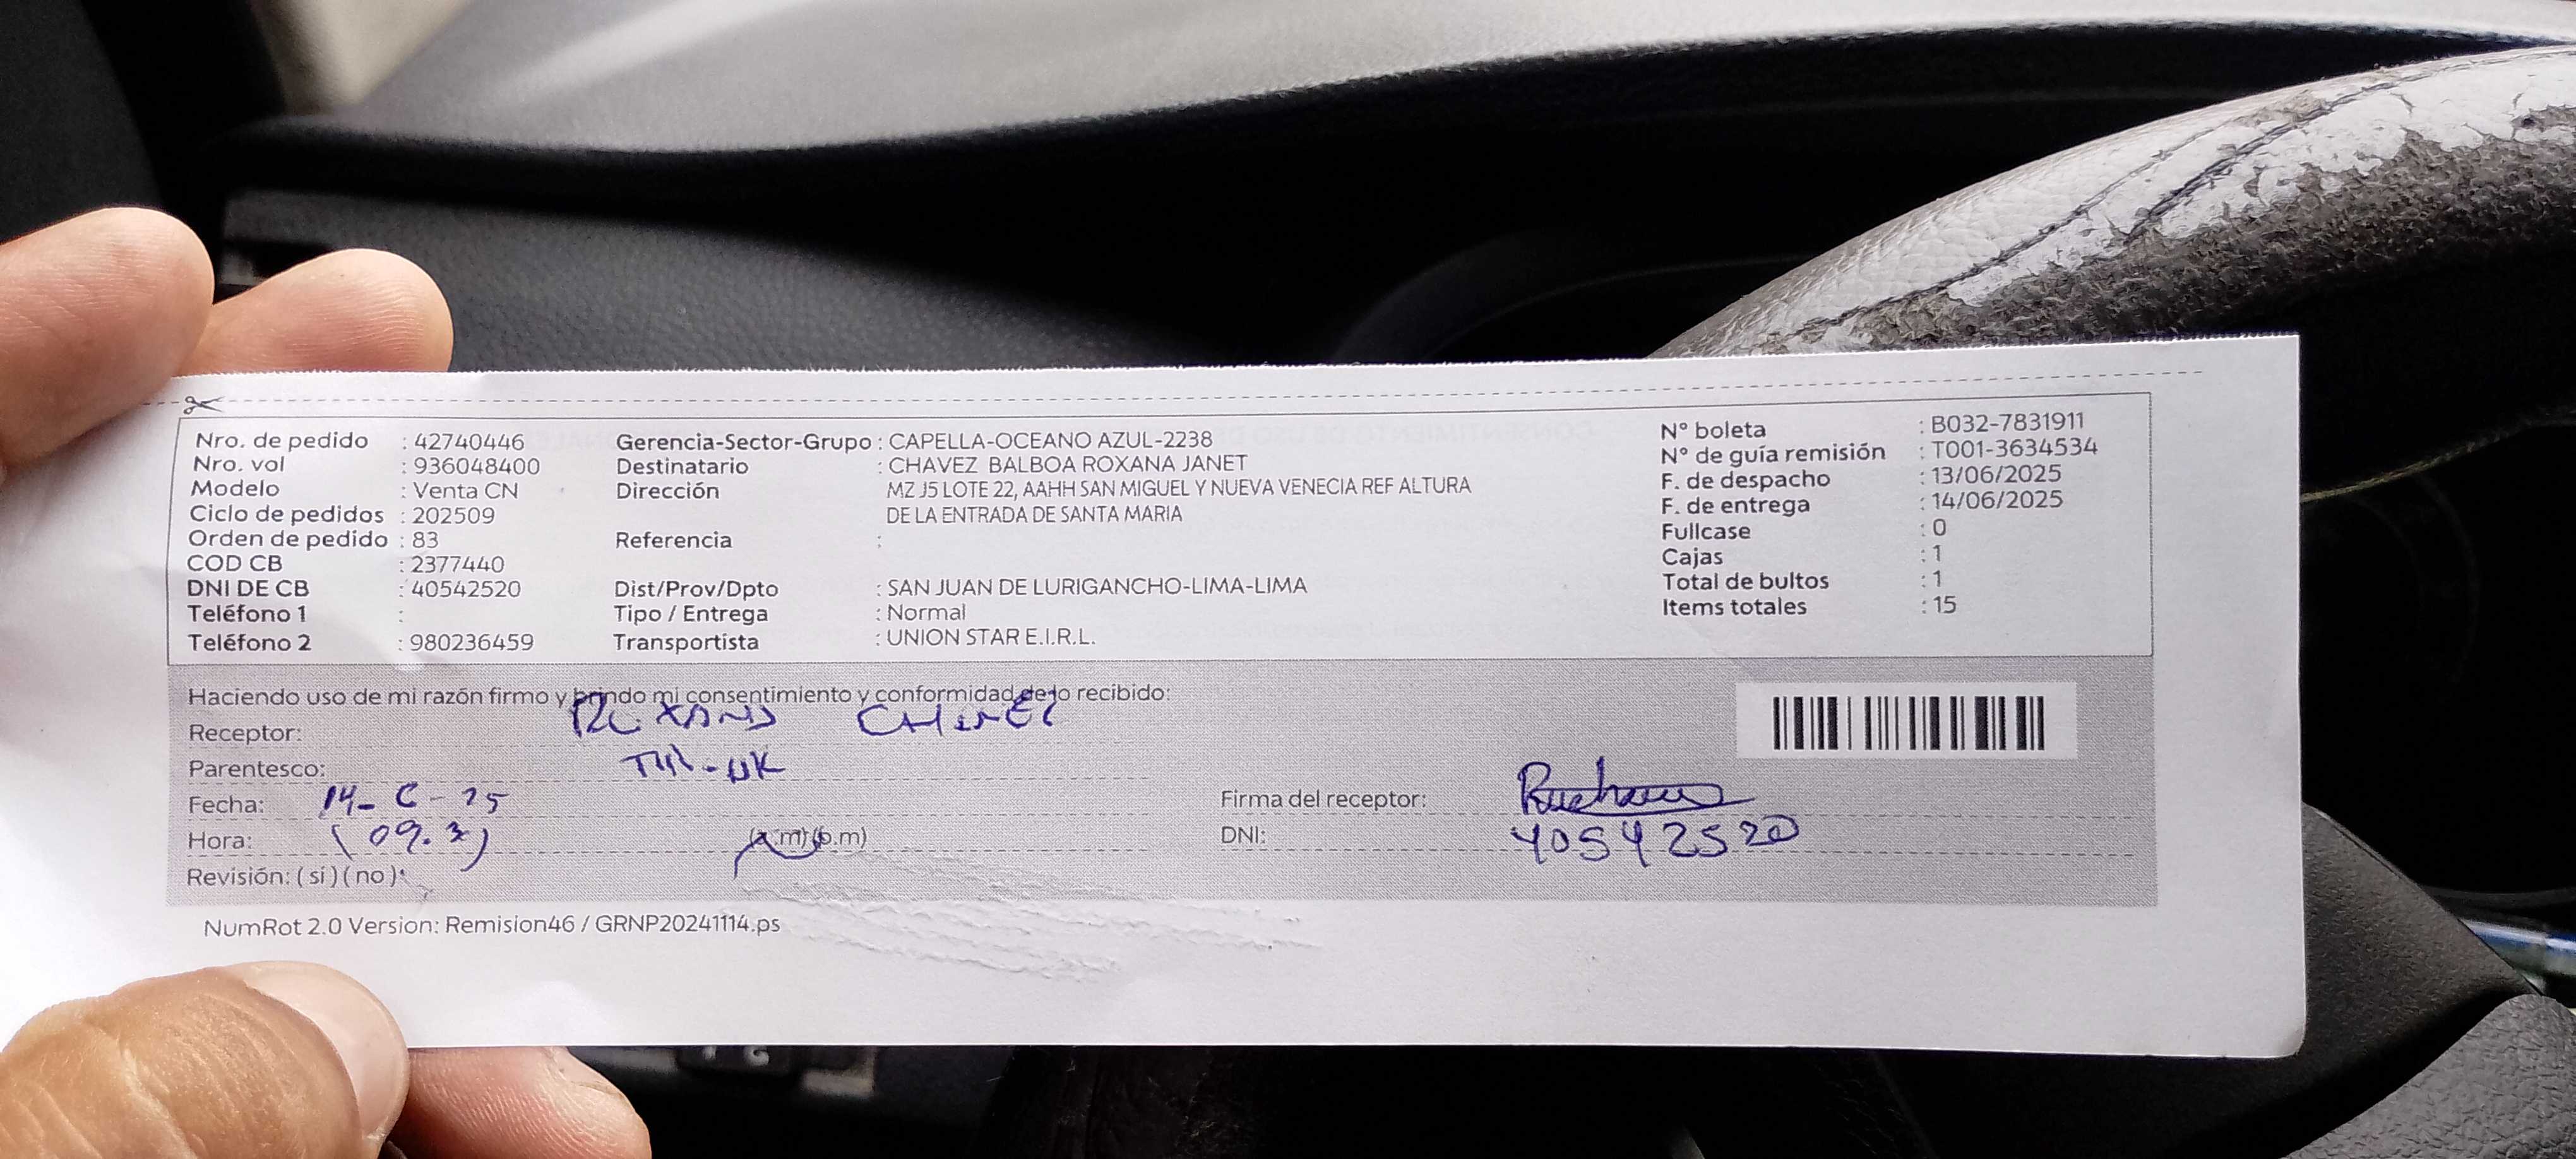 Nro. de pedido : 42740446 Gerencia-Sector-Grupo : CAPELLA-OCEANO AZUL-2238 N° boleta : B032-7831911
Nro. vol : 936048400 Destinatario : CHAVEZ BALBOA ROXANA JANET N° de guía remisión : T001-3634534
Modelo : Venta CN Dirección MZ J5 LOTE 22, AAHH SAN MIGUEL Y NUEVA VENECIA REF ALTURA F. de despacho : 13/06/2025
Ciclo de pedidos : 202509 DE LA ENTRADA DE SANTA MARIA F. de entrega : 14/06/2025
Orden de pedido : 83 Referencia : Fullcase : 0
COD CB : 2377440 Cajas : 1
DNI DE CB : 40542520 Dist/Prov/Dpto : SAN JUAN DE LURIGANCHO-LIMA-LIMA Total de bultos : 1
Teléfono 1 : Tipo / Entrega : Normal Items totales : 15
Teléfono 2 : 980236459 Transportista : UNION STAR E.I.R.L.
Haciendo uso de mi razón firmo y brindo mi consentimiento y conformidad de lo recibido:
Receptor:
Parentesco:
Fecha: Firma del receptor:
Hora: (a.m) (p.m) DNI: 40542520
Revisión: (si) (no)
NumRot 2.0 Version: Remision46 / GRNP20241114.ps